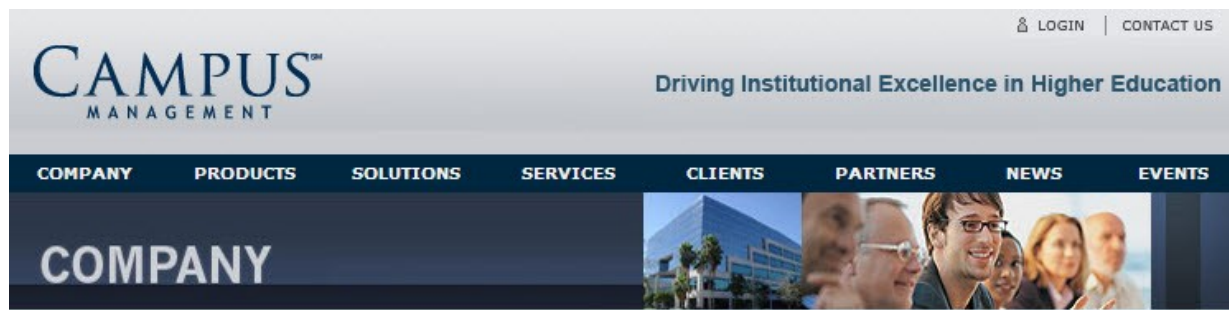 LOGIN | CONTACT US
CAMPUS℠
MANAGEMENT
Driving Institutional Excellence in Higher Education
COMPANY PRODUCTS SOLUTIONS SERVICES CLIENTS PARTNERS NEWS EVENTS
COMPANY